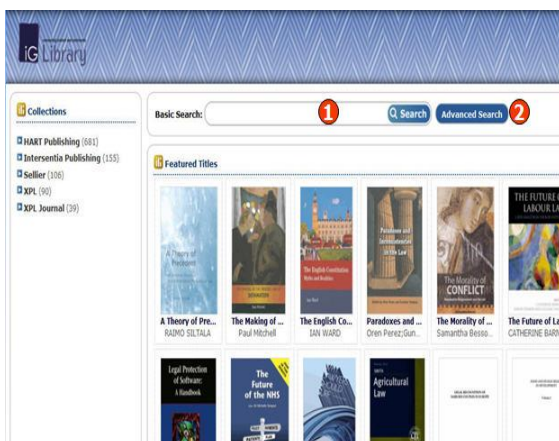 iG Library
Collections
HART Publishing (681)
Intersentia Publishing (155)
Sellier (106)
XPL (90)
XPL Journal (39)
Basic Search:
1
Search
Advanced Search
2
Featured Titles
A Theory of Precedent
The English Constitution
Paradoxes and Inconsistencies in the Law
The Morality of CONFLICT
THE FUTURE O
LABOUR LA
A Theory of Pre...
RAIMO SILTALA
The Making of ...
Paul Mitchell
The English Co...
IAN WARD
Paradoxes and ...
Oren Perez;Gun...
The Morality of...
Samantha Besso...
The Future of La
CATHERINE BARN
Legal Protection
of Software:
A Handbook
The
Future
of the NHS
Agricultural
Law